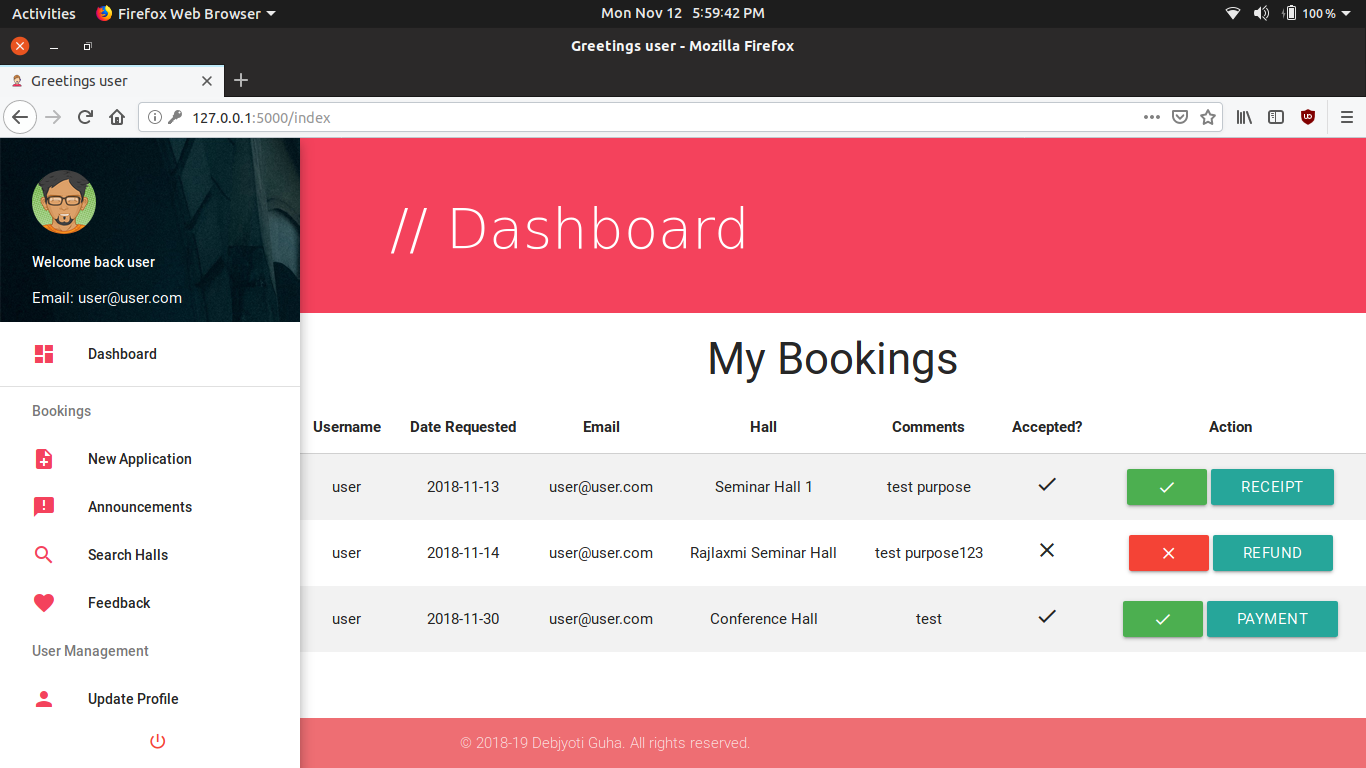 Activities Firefox Web Browser Mon Nov 12 5:59:42 PM 100 %
Greetings user - Mozilla Firefox
Greetings user
127.0.0.1:5000/index
// Dashboard
Welcome back user
Email: user@user.com
Dashboard
Bookings
New Application
Announcements
Search Halls
Feedback
User Management
Update Profile
My Bookings
Username Date Requested Email Hall Comments Accepted? Action
user 2018-11-13 user@user.com Seminar Hall 1 test purpose RECEIPT
user 2018-11-14 user@user.com Rajlaxmi Seminar Hall test purpose123 REFUND
user 2018-11-30 user@user.com Conference Hall test PAYMENT
© 2018-19 Debjyoti Guha. All rights reserved.